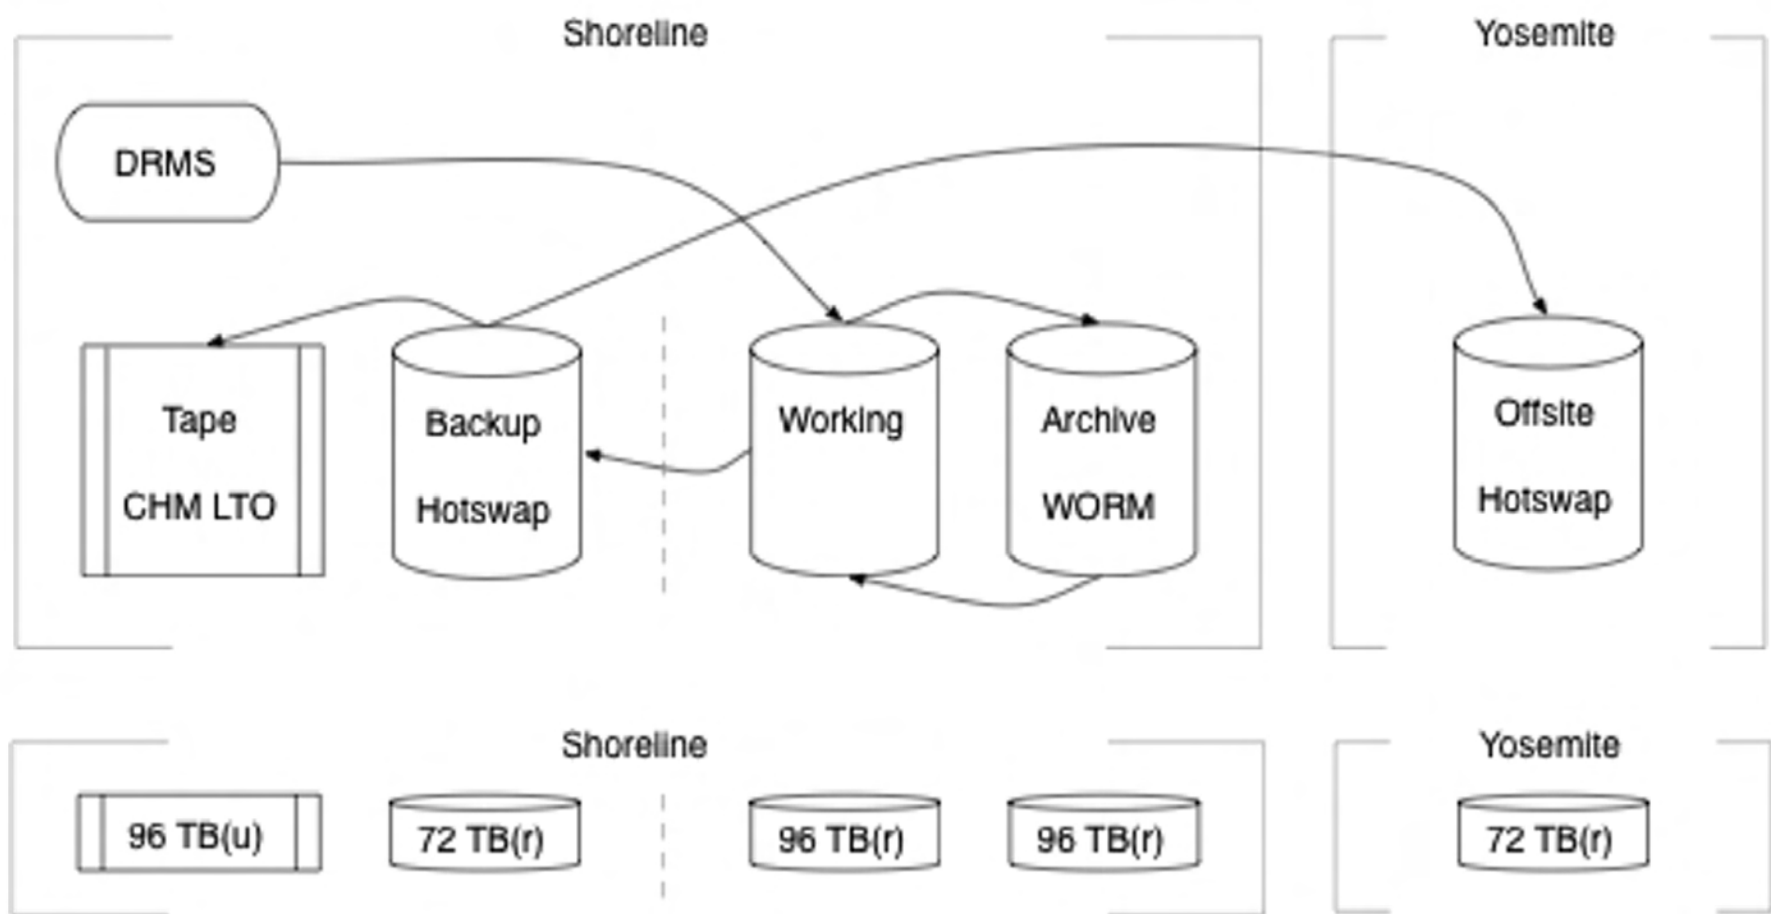 Shoreline
Yosemite
DRMS
Tape
CHM LTO
Backup
Hotswap
Working
Archive
WORM
Offsite
Hotswap
Shoreline
Yosemite
96 TB(u)
72 TB(r)
96 TB(r)
96 TB(r)
72 TB(r)